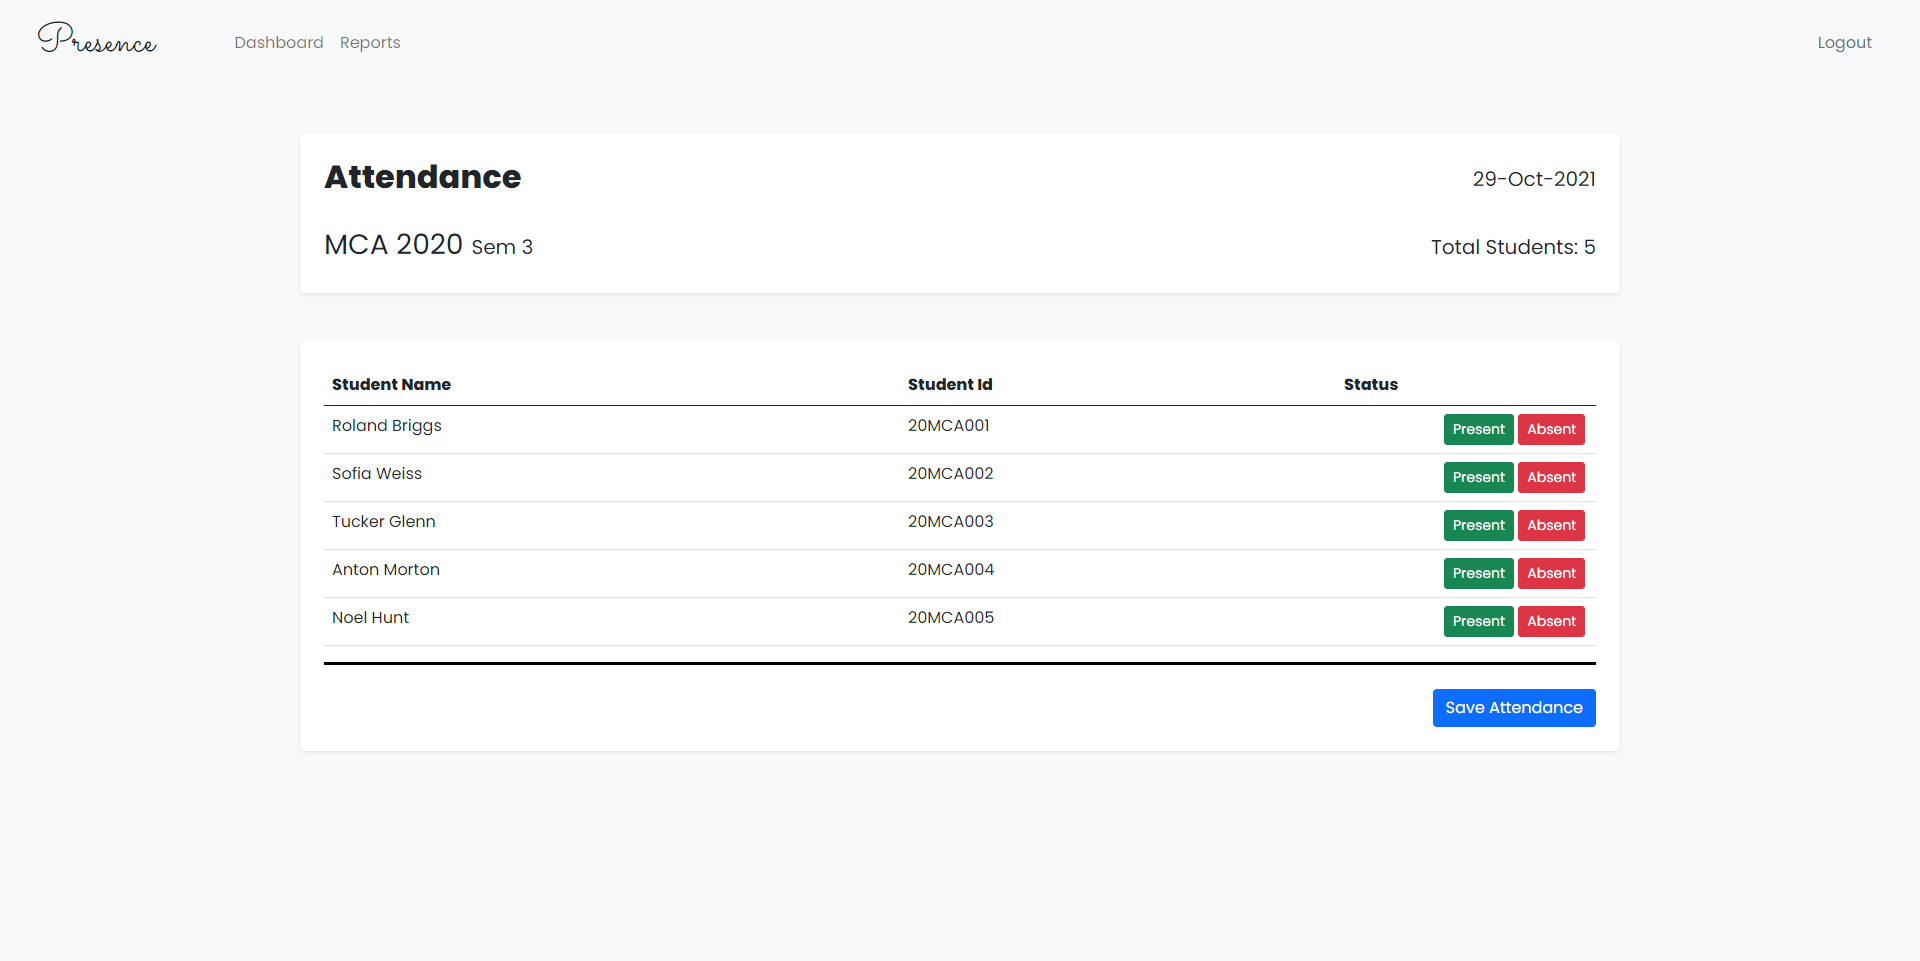 Presence Dashboard Reports Logout
Attendance 29-Oct-2021
MCA 2020 Sem 3 Total Students: 5
Student Name Student Id Status
Roland Briggs 20MCA001 Present Absent
Sofia Weiss 20MCA002 Present Absent
Tucker Glenn 20MCA003 Present Absent
Anton Morton 20MCA004 Present Absent
Noel Hunt 20MCA005 Present Absent
Save Attendance